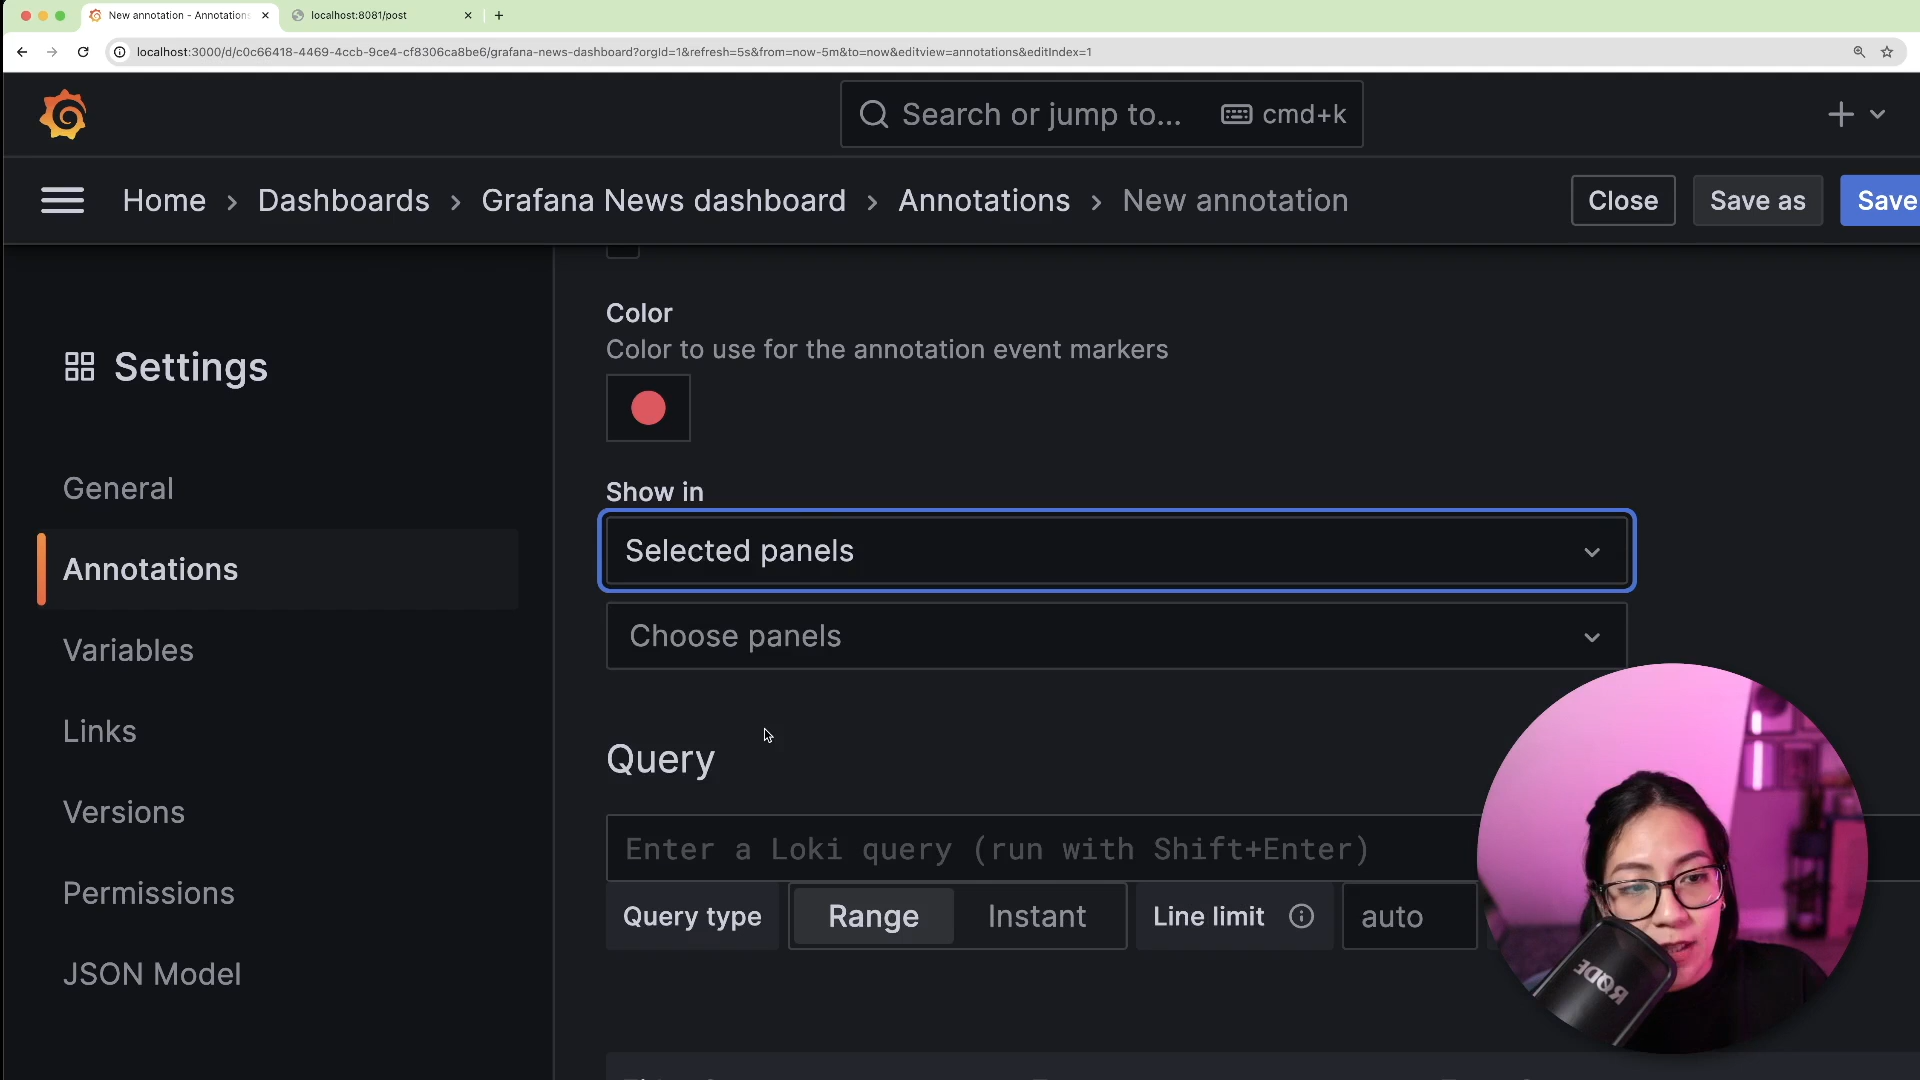 New annotation - Annotation
localhost:8081/post
localhost:3000/d/c0c66418-4469-4ccb-9ce4-cf8306ca8be6/grafana-news-dashboard?orgId=1&refresh=5s&from=now-5m&to=now&editview=annotations&editIndex=1
Search or jump to...
cmd+k
Home > Dashboards > Grafana News dashboard > Annotations > New annotation
Close
Save as
Save
Settings
General
Annotations
Variables
Links
Versions
Permissions
JSON Model
Color
Color to use for the annotation event markers
Show in
Selected panels
Choose panels
Query
Enter a Loki query (run with Shift+Enter)
Query type
Range
Instant
Line limit
auto
RØDE